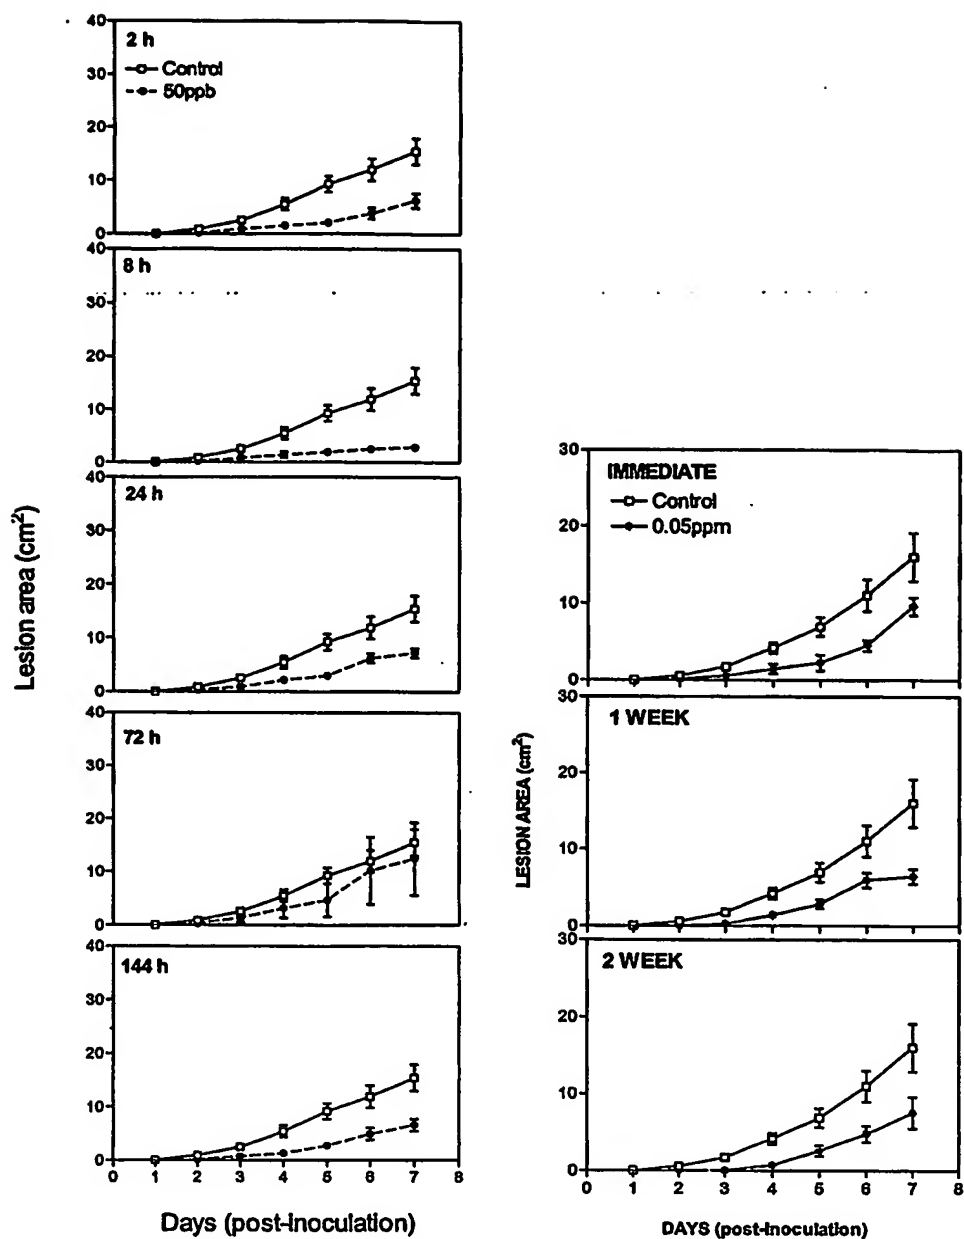 40
2 h
Control
50ppb
30
20
10
0
40
8 h
30
20
10
0
40
24 h
30
20
10
0
40
72 h
30
20
10
0
40
144 h
30
20
10
0
0 1 2 3 4 5 6 7 8
Days (post-Inoculation)
Lesion area (cm²)
30
IMMEDIATE
Control
0.05ppm
20
10
0
30
1 WEEK
20
10
0
30
2 WEEK
20
10
0
0 1 2 3 4 5 6 7 8
DAYS (post-Inoculation)
LESION AREA (cm²)